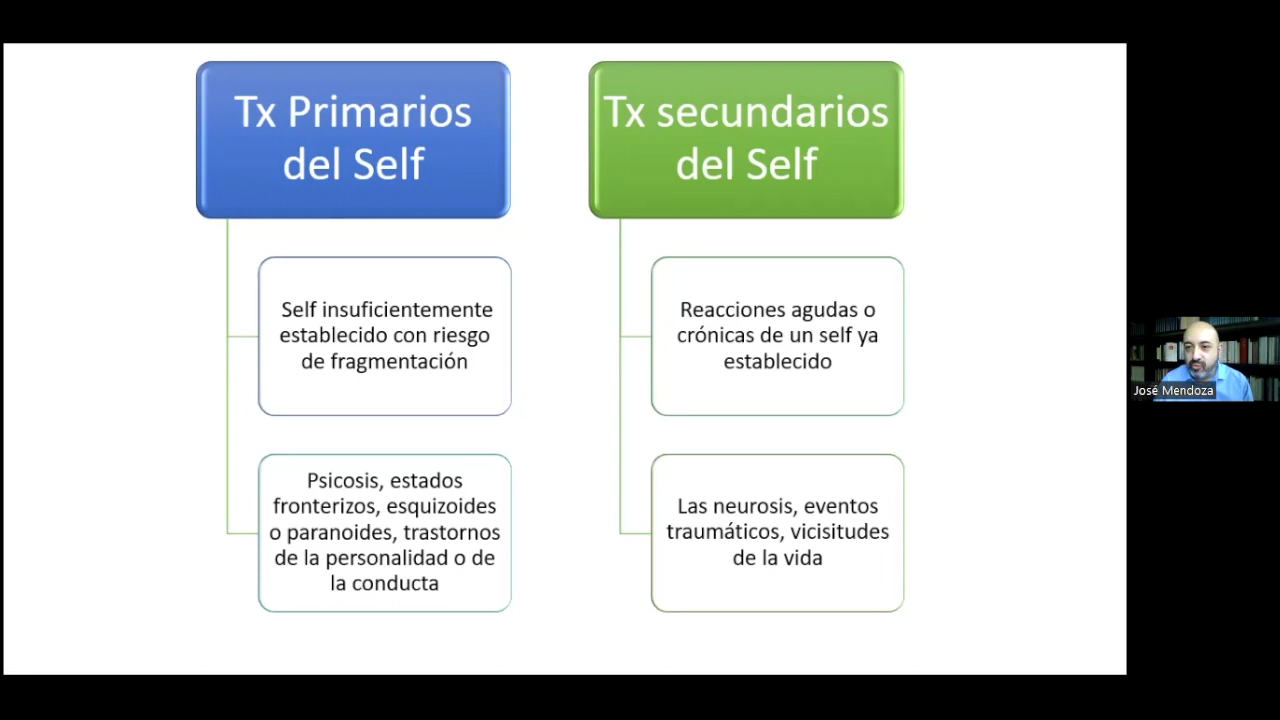 Tx Primarios
del Self
Self insuficientemente
establecido con riesgo
de fragmentación
Psicosis, estados
fronterizos, esquizoides
o paranoides, trastornos
de la personalidad o de
la conducta
Tx secundarios
del Self
Reacciones agudas o
crónicas de un self ya
establecido
Las neurosis, eventos
traumáticos, vicisitudes
de la vida
José Mendoza